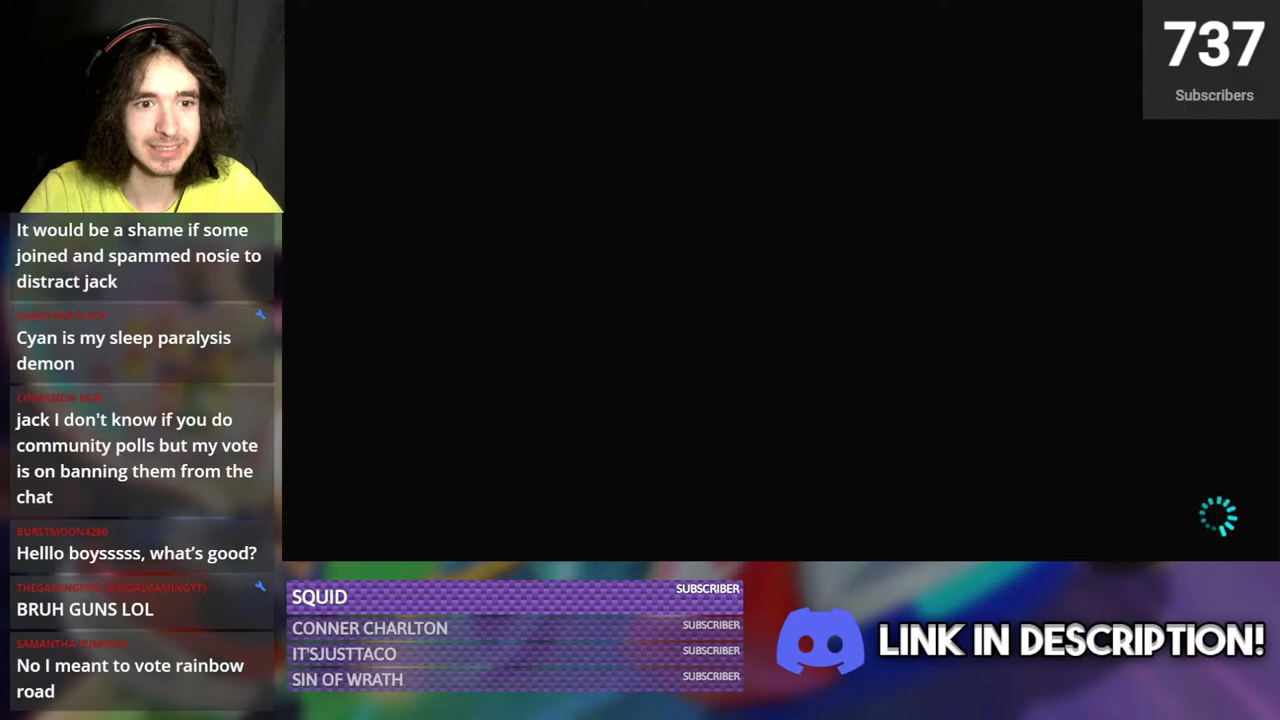 737
Subscribers
It would be a shame if some
joined and spammed nosie to
distract jack
Cyan is my sleep paralysis
demon
jack I don't know if you do
community polls but my vote
is on banning them from the
chat
BURSTMOON4286
Helllo boysssss, what's good?
BRUH GUNS LOL
SAMANTHA
No I meant to vote rainbow
road
SQUID SUBSCRIBER
CONNER CHARLTON SUBSCRIBER
IT'SJUSTTACO SUBSCRIBER
SIN OF WRATH SUBSCRIBER
LINK IN DESCRIPTION!